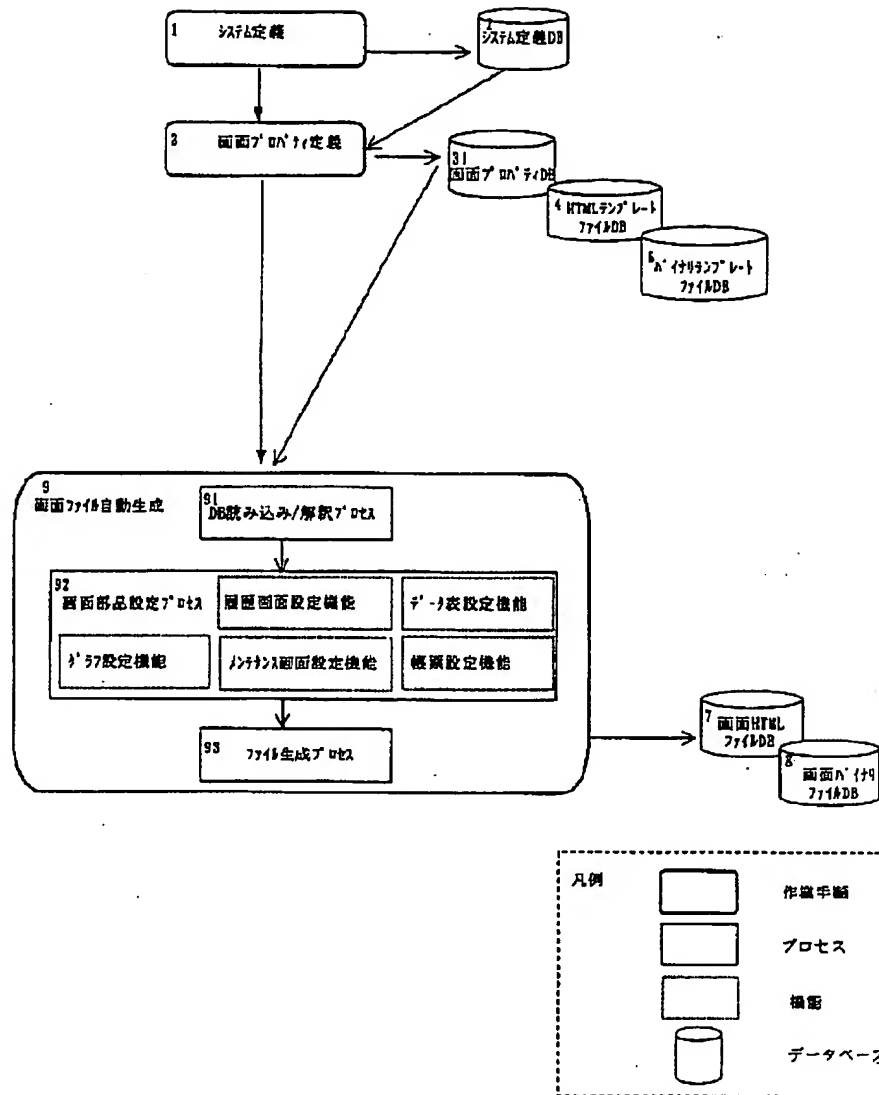 1 システム定義
システム定義DB
画面プロパティ定義
31
画面プロパティDB
4 HTMLテンプレート
ファイルDB
バイナリテンプレート
ファイルDB
9
画面ファイル自動生成
91
DB読み込み/解釈プロセス
92
画面部品設定プロセス
履歴画面設定機能
データ表設定機能
グラフ設定機能
メンテナンス画面設定機能
帳票設定機能
93 ファイル生成プロセス
7 画面HTML
ファイルDB
8 画面バイナリ
ファイルDB
凡例
作業手順
プロセス
機能
データベース